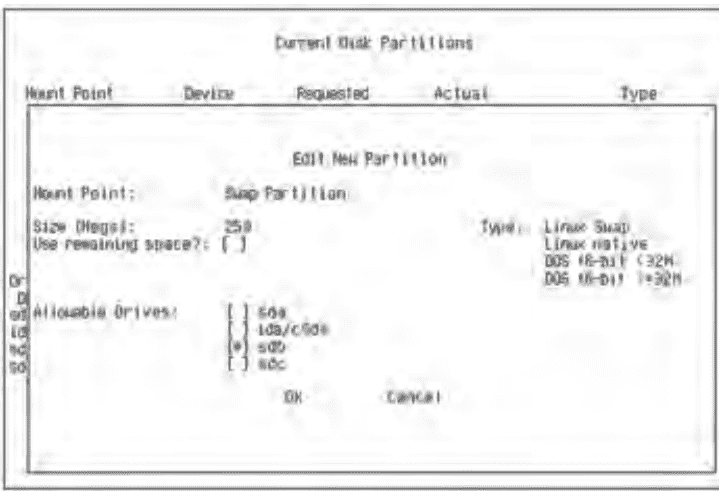 Current Disk Partitions
Mount Point Device Requested Actual Type
Edit New Partition
Mount Point: Swap Partition
Size (Megs): 250 Type: Linux Swap
Use remaining space?: [ ] Linux native
DOS 16-bit <32M
DOS 16-bit >=32M
Allowable Drives: [ ] sda
[ ] ida/c0d0
[*] sdb
[ ] sdc
Ok Cancel